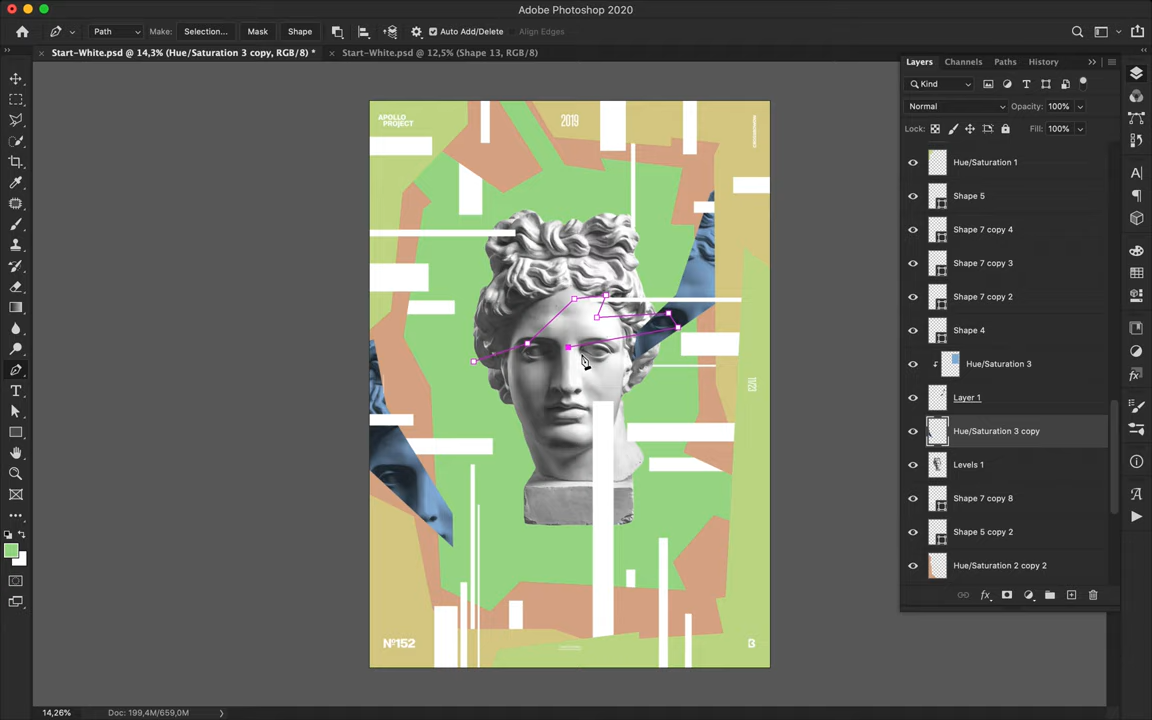 Adobe Photoshop 2020
Path
Make:
Selection...
Mask
Shape
Auto Add/Delete
Align Edges
Start-White.psd @ 14,3% (Hue/Saturation 3 copy, RGB/8) *
Start-White.psd @ 12,5% (Shape 13, RGB/8)
Layers
Channels
Paths
History
Kind
Normal
Opacity: 100%
Lock:
Fill: 100%
Hue/Saturation 1
Shape 5
Shape 7 copy 4
Shape 7 copy 3
Shape 7 copy 2
Shape 4
Hue/Saturation 3
Layer 1
Hue/Saturation 3 copy
Levels 1
Shape 7 copy 8
Shape 5 copy 2
Hue/Saturation 2 copy 2
APOLLO
PROJECT
2019
Nº152
14,26%
Doc: 199,4M/659,0M